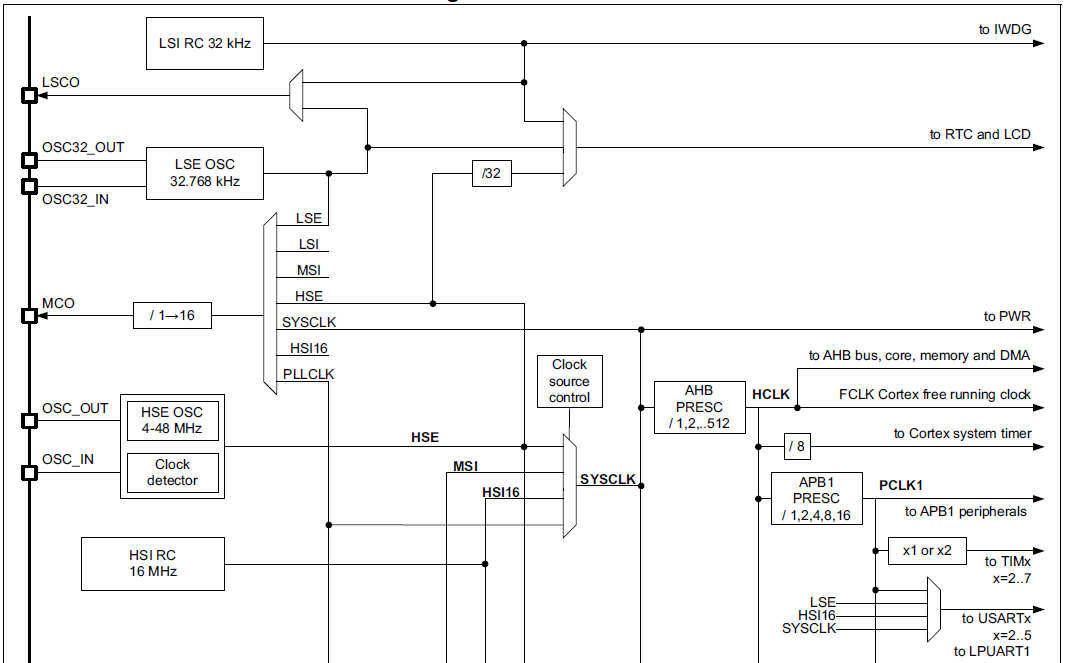 LSI RC 32 kHz
to IWDG
LSCO
to RTC and LCD
OSC32_OUT
LSE OSC
32.768 kHz
/32
OSC32_IN
LSE
LSI
MSI
HSE
MCO
/ 1→16
SYSCLK
to PWR
HSI16
PLLCLK
Clock
source
control
to AHB bus, core, memory and DMA
AHB
PRESC
/ 1,2,..512
HCLK
FCLK Cortex free running clock
OSC_OUT
HSE OSC
4-48 MHz
HSE
/ 8
to Cortex system timer
OSC_IN
Clock
detector
MSI
HSI16
SYSCLK
APB1
PRESC
/ 1,2,4,8,16
PCLK1
to APB1 peripherals
HSI RC
16 MHz
x1 or x2
to TIMx
x=2..7
LSE
HSI16
SYSCLK
to USARTx
x=2..5
to LPUART1